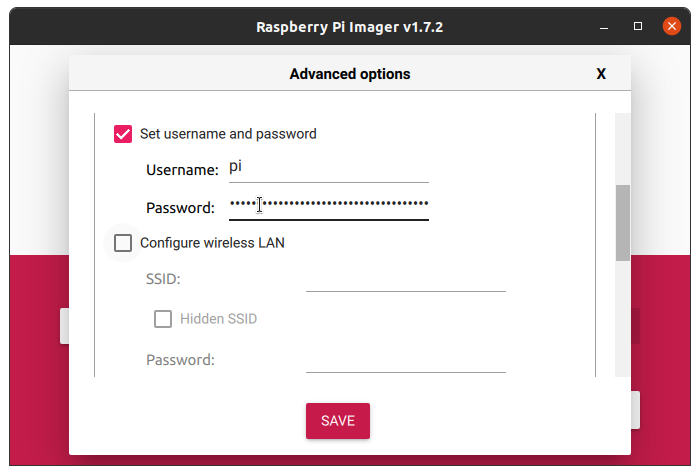 Raspberry Pi Imager v1.7.2
Advanced options X
Set username and password
Username: pi
Password: ••••••••••••••••••••••••••••••••••
Configure wireless LAN
SSID:
Hidden SSID
Password:
SAVE